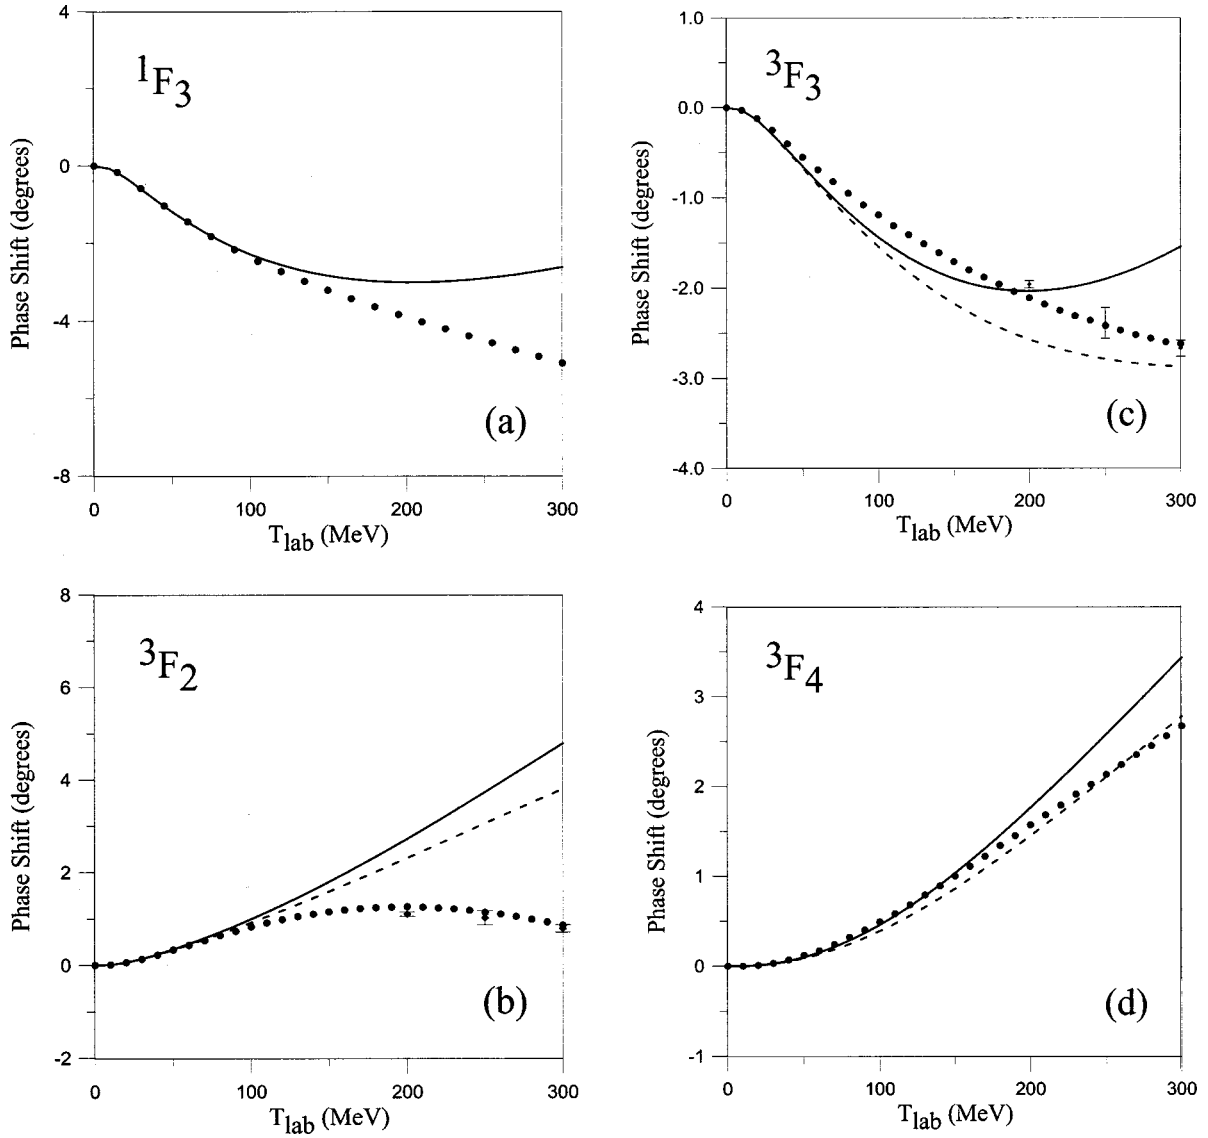 4
0
-4
-8
Phase Shift (degrees)
1F3
(a)
0
100
200
300
Tlab (MeV)
1.0
0.0
-1.0
-2.0
-3.0
-4.0
Phase Shift (degrees)
3F3
(c)
0
100
200
300
Tlab (MeV)
8
6
4
2
0
-2
Phase Shift (degrees)
3F2
(b)
0
100
200
300
Tlab (MeV)
4
3
2
1
0
-1
Phase Shift (degrees)
3F4
(d)
0
100
200
300
Tlab (MeV)